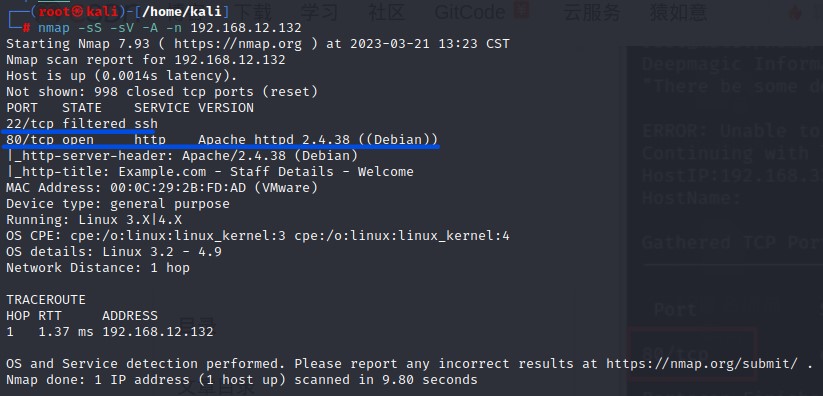 学习 社区 GitCode 云服务 猿如意
(root㉿kali)-[/home/kali]
# nmap -sS -sV -A -n 192.168.12.132
Starting Nmap 7.93 ( https://nmap.org ) at 2023-03-21 13:23 CST
Nmap scan report for 192.168.12.132
Host is up (0.0014s latency).
Not shown: 998 closed tcp ports (reset)
PORT STATE SERVICE VERSION
22/tcp filtered ssh
80/tcp open http Apache httpd 2.4.38 ((Debian))
|_http-server-header: Apache/2.4.38 (Debian)
|_http-title: Example.com - Staff Details - Welcome
MAC Address: 00:0C:29:2B:FD:AD (VMware)
Device type: general purpose
Running: Linux 3.X|4.X
OS CPE: cpe:/o:linux:linux_kernel:3 cpe:/o:linux:linux_kernel:4
OS details: Linux 3.2 - 4.9
Network Distance: 1 hop
TRACEROUTE
HOP RTT ADDRESS
1 1.37 ms 192.168.12.132
OS and Service detection performed. Please report any incorrect results at https://nmap.org/submit/ .
Nmap done: 1 IP address (1 host up) scanned in 9.80 seconds
Deepmagic Informa
"There be some d
ERROR: Unable to
Continuing with
HostIP:192.168.3
HostName:
Gathered TCP Por
Port
80/tcp